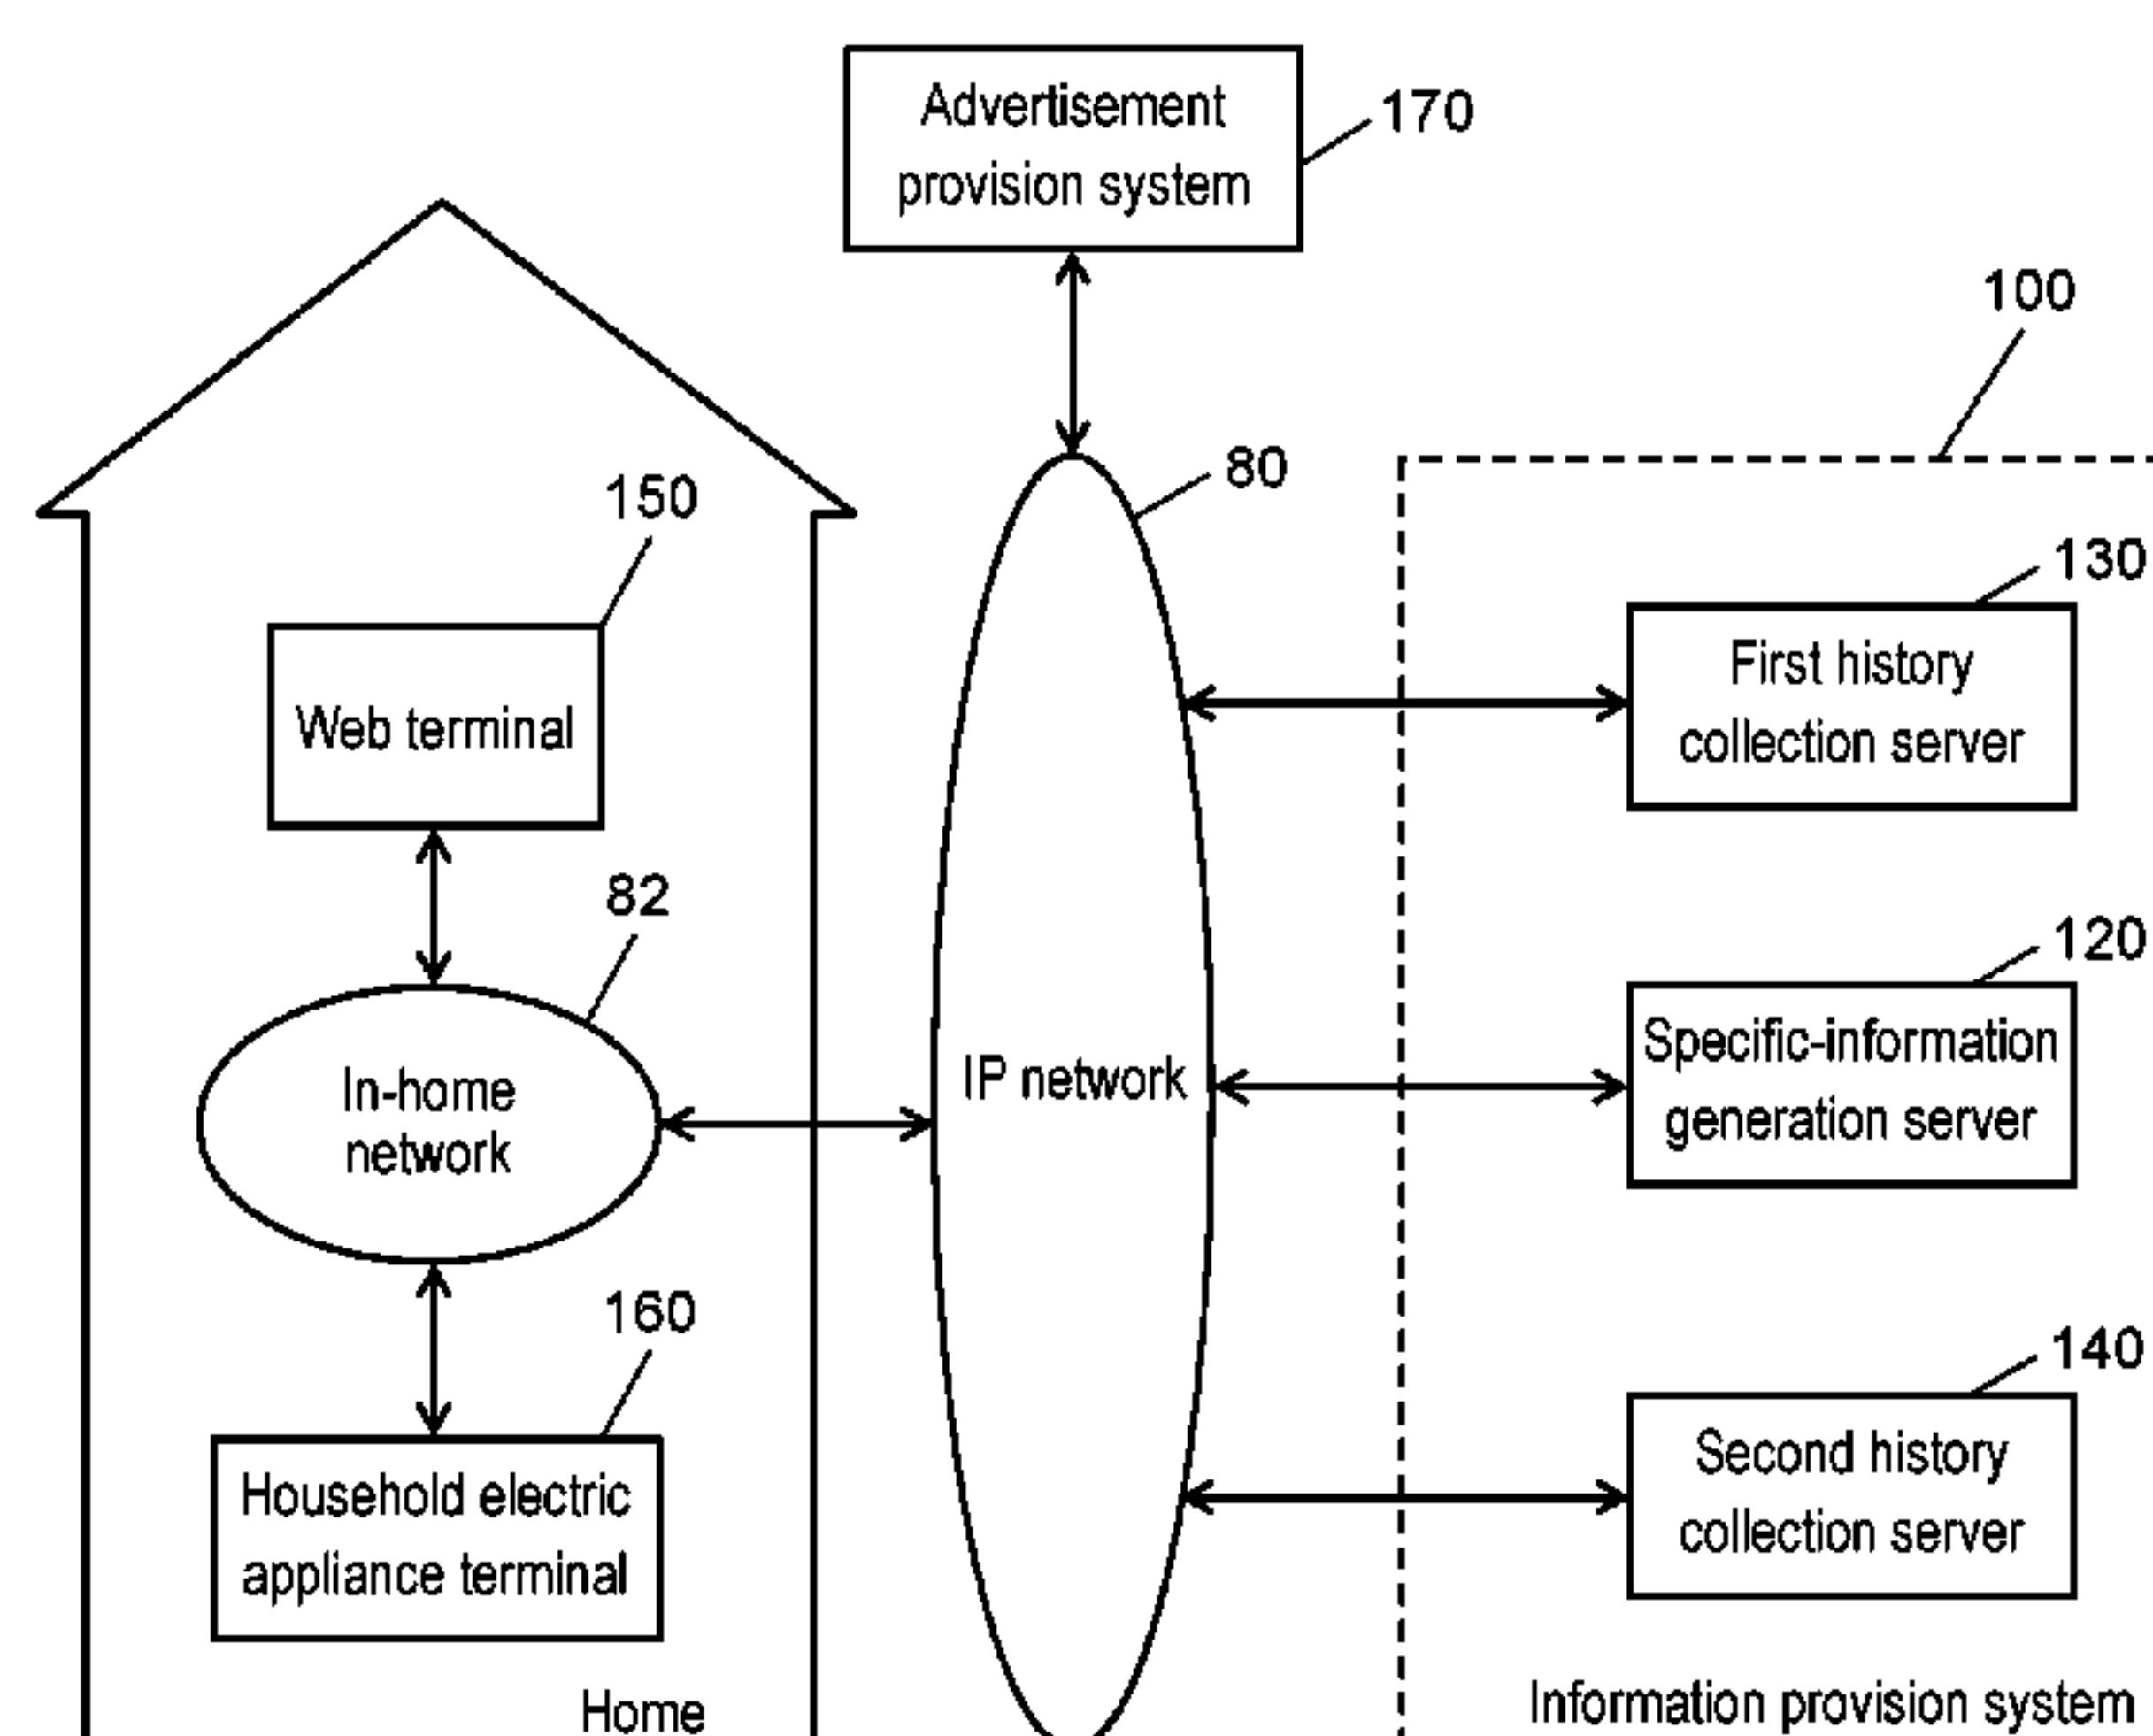 Advertisement
provision system
170
100
80
150
Web terminal
130
First history
collection server
82
In-home
network
IP network
120
Specific-information
generation server
160
Household electric
appliance terminal
140
Second history
collection server
Home
Information provision system